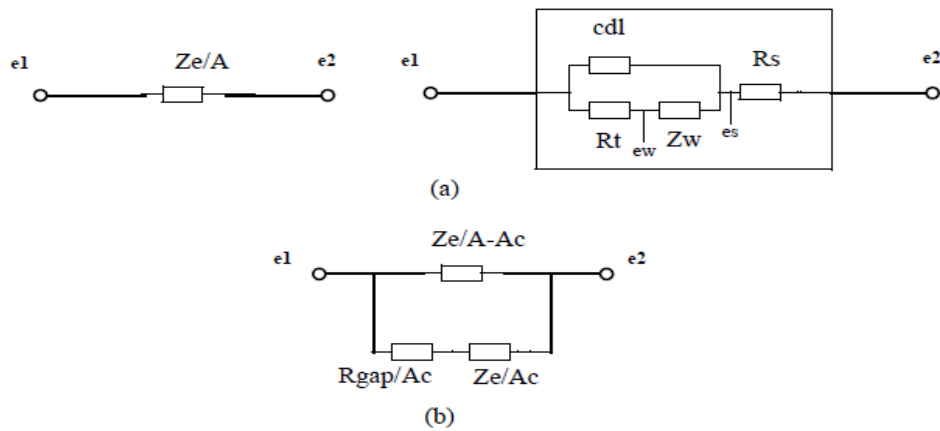 cdl
Ze/A
Rs
e1
e2
e1
e2
Rt
ew
Zw
es
(a)
Ze/A-Ac
e1
e2
Rgap/Ac
Ze/Ac
(b)